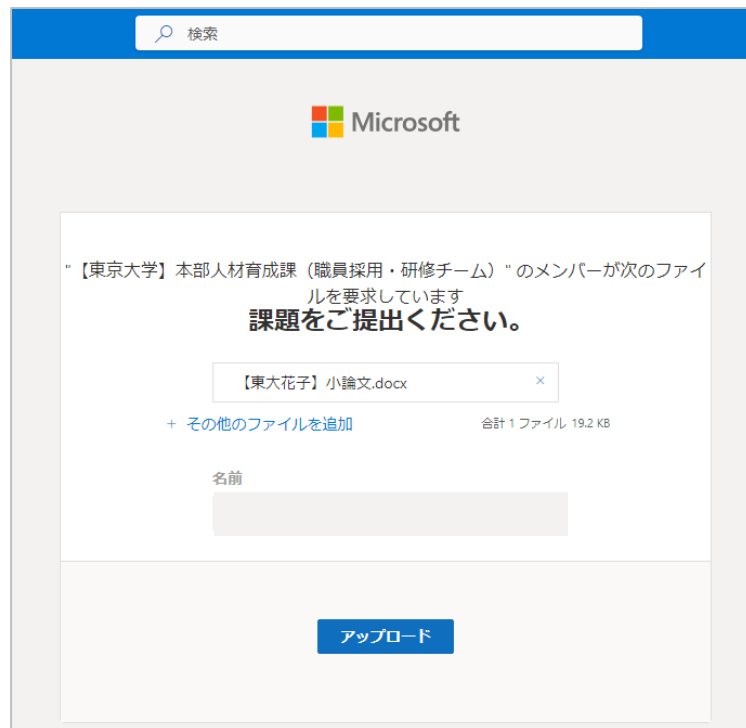 検索
Microsoft
"【東京大学】本部人材育成課（職員採用・研修チーム）" のメンバーが次のファイ
ルを要求しています
課題をご提出ください。
【東大花子】小論文.docx ×
+ その他のファイルを追加 合計 1 ファイル 19.2 KB
名前
アップロード